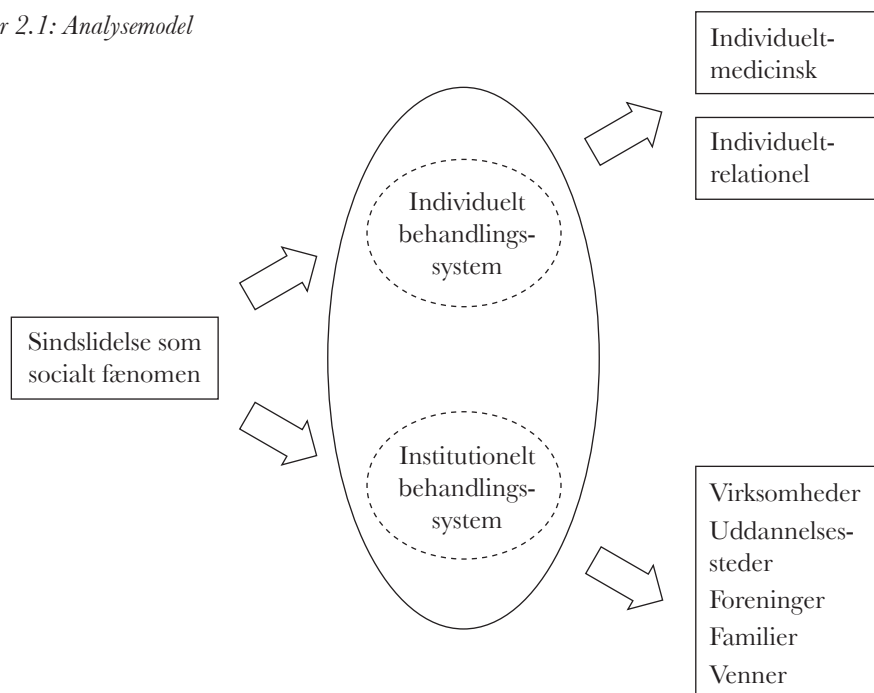 r 2.1: Analysemodel
Individuelt-
medicinsk
Individuelt-
relationel
Individuelt
behandlings-
system
Sindslidelse som
socialt fænomen
Institutionelt
behandlings-
system
Virksomheder
Uddannelses-
steder
Foreninger
Familier
Venner